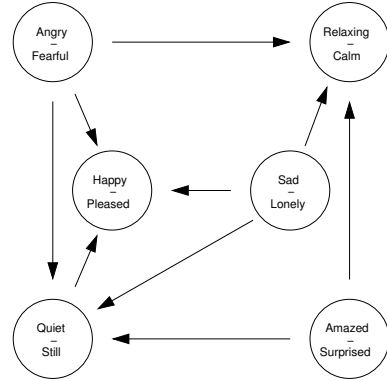 Angry
–
Fearful
Relaxing
–
Calm
Happy
–
Pleased
Sad
–
Lonely
Quiet
–
Still
Amazed
–
Surprised